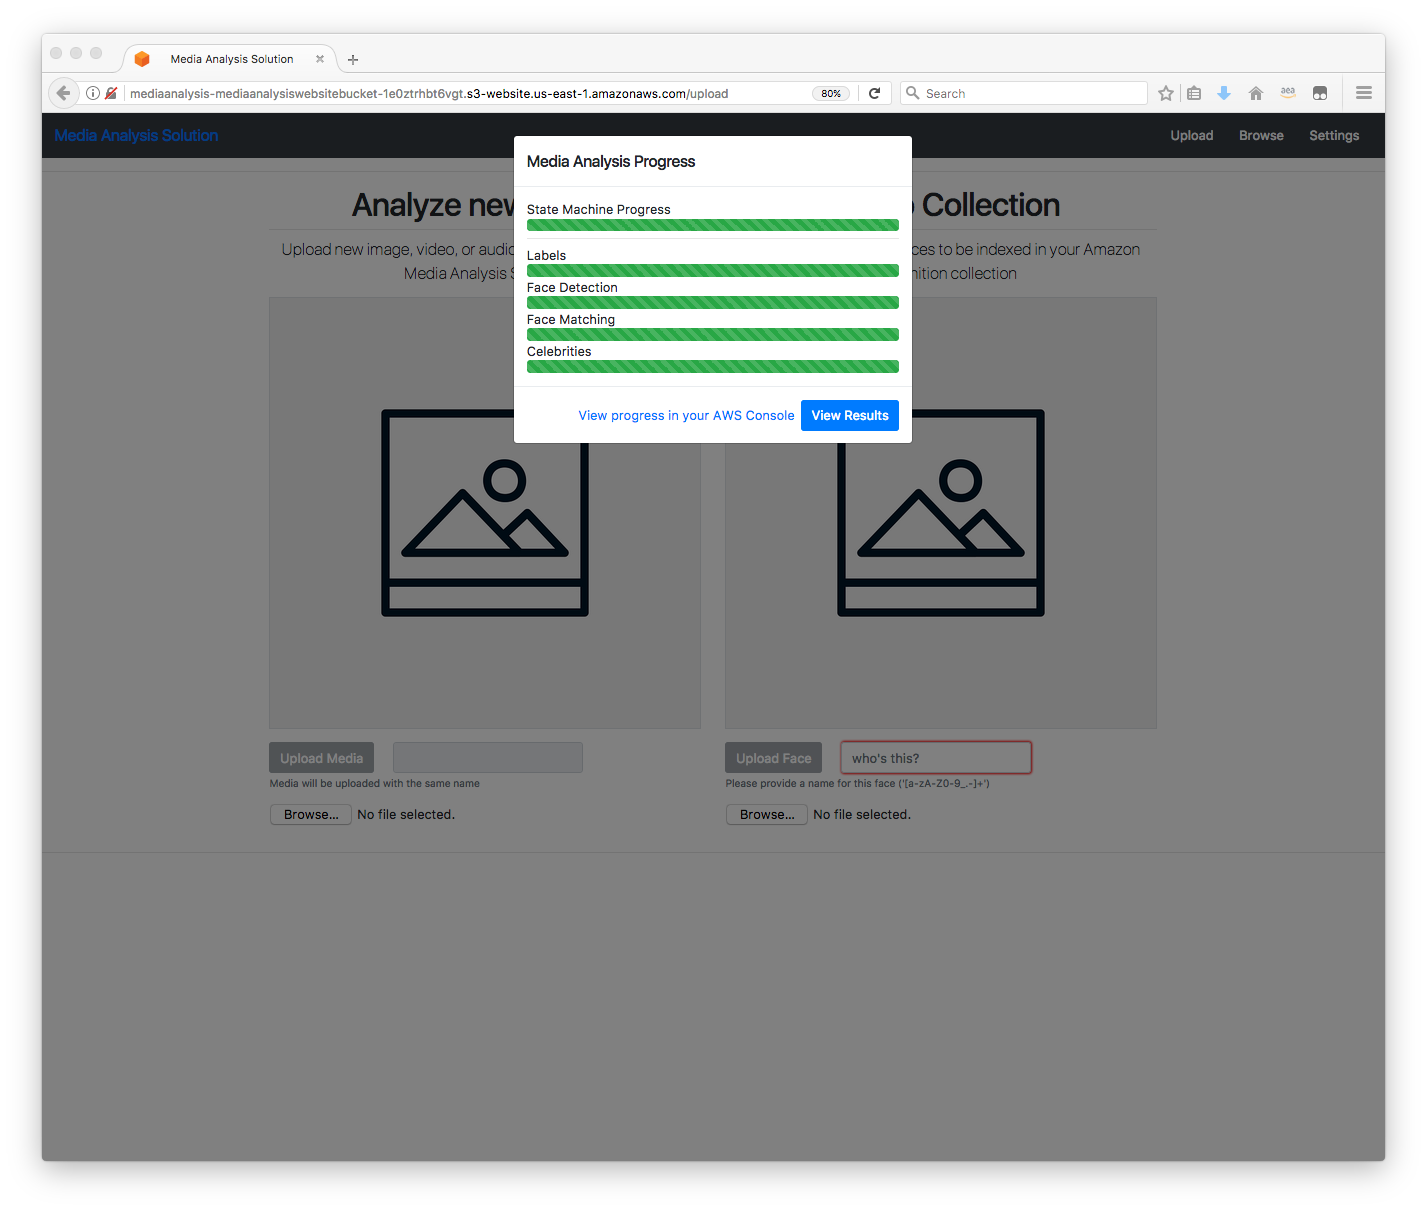 Media Analysis Solution
mediaanalysis-mediaanalysiswebsitebucket-1e0ztrhbt6vgt.s3-website.us-east-1.amazonaws.com/upload
80%
Search
aea
Media Analysis Solution
Upload
Browse
Settings
Media Analysis Progress
State Machine Progress
Labels
Face Detection
Face Matching
Celebrities
View progress in your AWS Console
View Results
Analyze new
Collection
Upload new image, video, or audio
Media Analysis
to be indexed in your Amazon
collection
Upload Media
Media will be uploaded with the same name
Browse... No file selected.
Upload Face
who's this?
Please provide a name for this face ('[a-zA-Z0-9_.-]+')
Browse... No file selected.